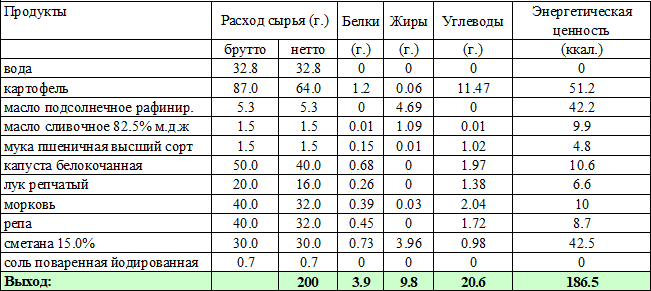 Продукты Расход сырья (г.) Белки Жиры Углеводы Энергетическая ценность
брутто нетто (г.) (г.) (г.) (ккал.)
вода 32.8 32.8 0 0 0 0
картофель 87.0 64.0 1.2 0.06 11.47 51.2
масло подсолнечное рафинир. 5.3 5.3 0 4.69 0 42.2
масло сливочное 82.5% м.д.ж 1.5 1.5 0.01 1.09 0.01 9.9
мука пшеничная высший сорт 1.5 1.5 0.15 0.01 1.02 4.8
капуста белокочанная 50.0 40.0 0.68 0 1.97 10.6
лук репчатый 20.0 16.0 0.26 0 1.38 6.6
морковь 40.0 32.0 0.39 0.03 2.04 10
репа 40.0 32.0 0.45 0 1.72 8.7
сметана 15.0% 30.0 30.0 0.73 3.96 0.98 42.5
соль поваренная йодированная 0.7 0.7 0 0 0 0
Выход: 200 3.9 9.8 20.6 186.5